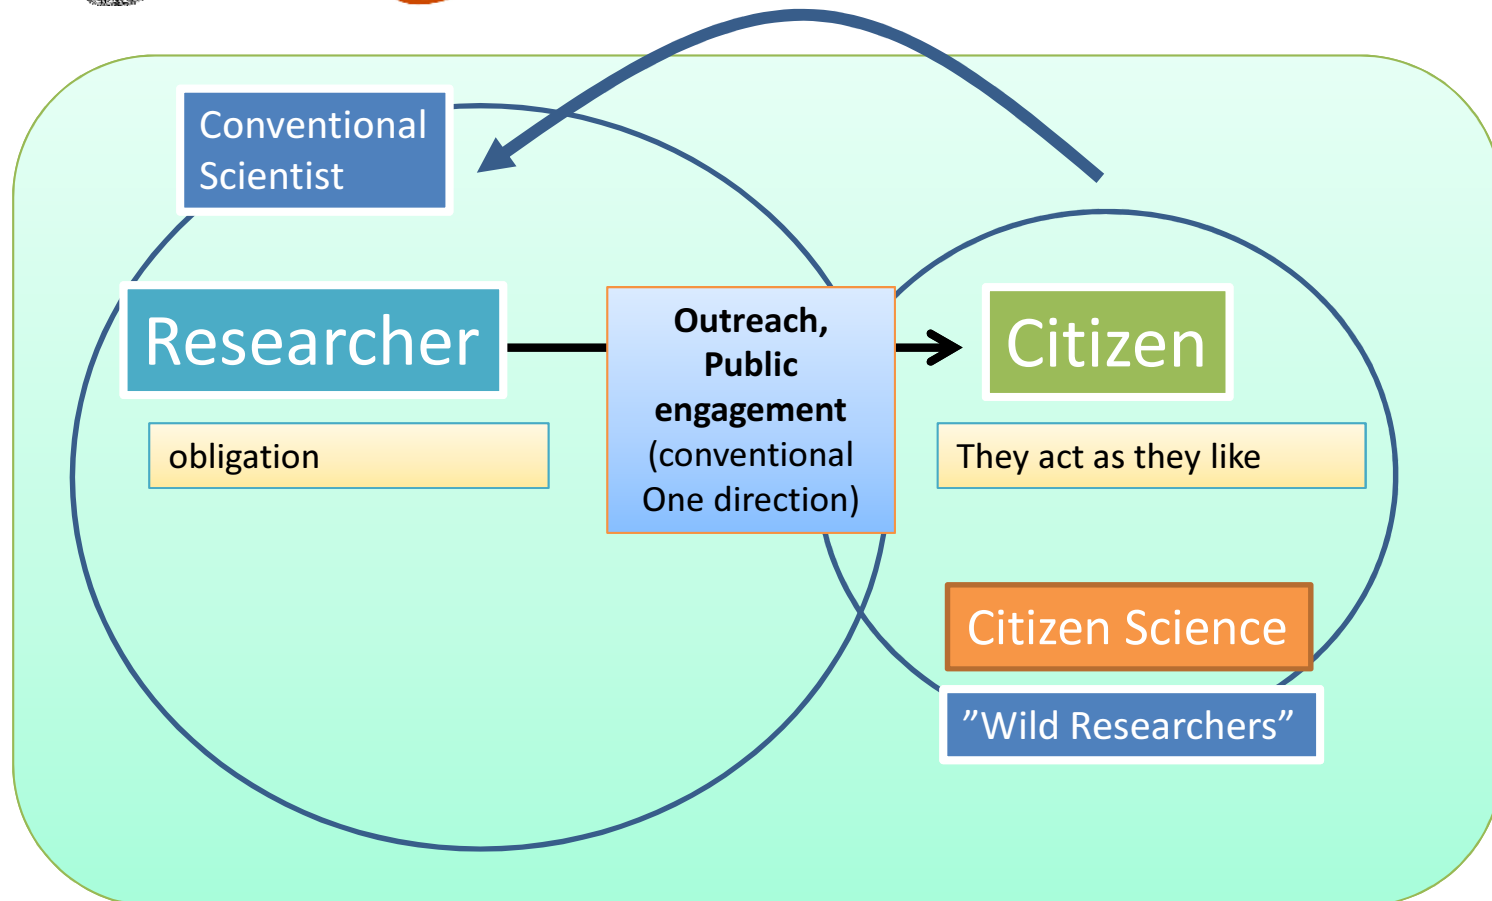 Conventional
Scientist
Researcher
obligation
Outreach,
Public
engagement
(conventional
One direction)
Citizen
They act as they like
Citizen Science
”Wild Researchers”